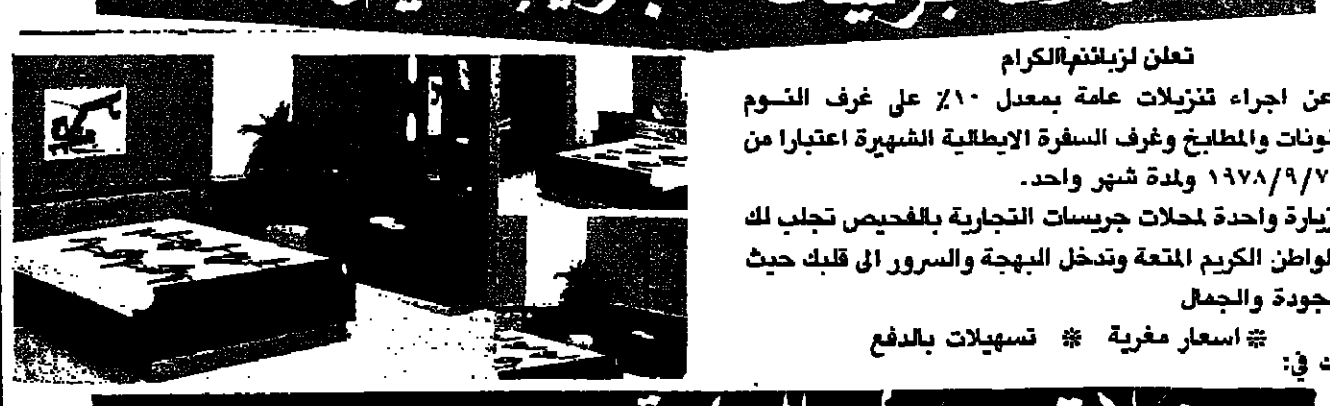 تعلن لزبائنها الكرام
عن اجراء تنزيلات عامة بمعدل ١٠٪ على غرف النــوم
ونات والمطابخ وغرف السفرة الايطالية الشهيرة اعتبارا من
١٩٧٨/٩/٧ ولمدة شهر واحد.
زيارة واحدة لمحلات جريسات التجارية بالفحيص تجلب لك
لواطن الكريم المتعة وتدخل البهجة والسرور الى قلبك حيث
جودة والجمال
❊ اسعار مغرية ❊ تسهيلات بالدفع
ت في: